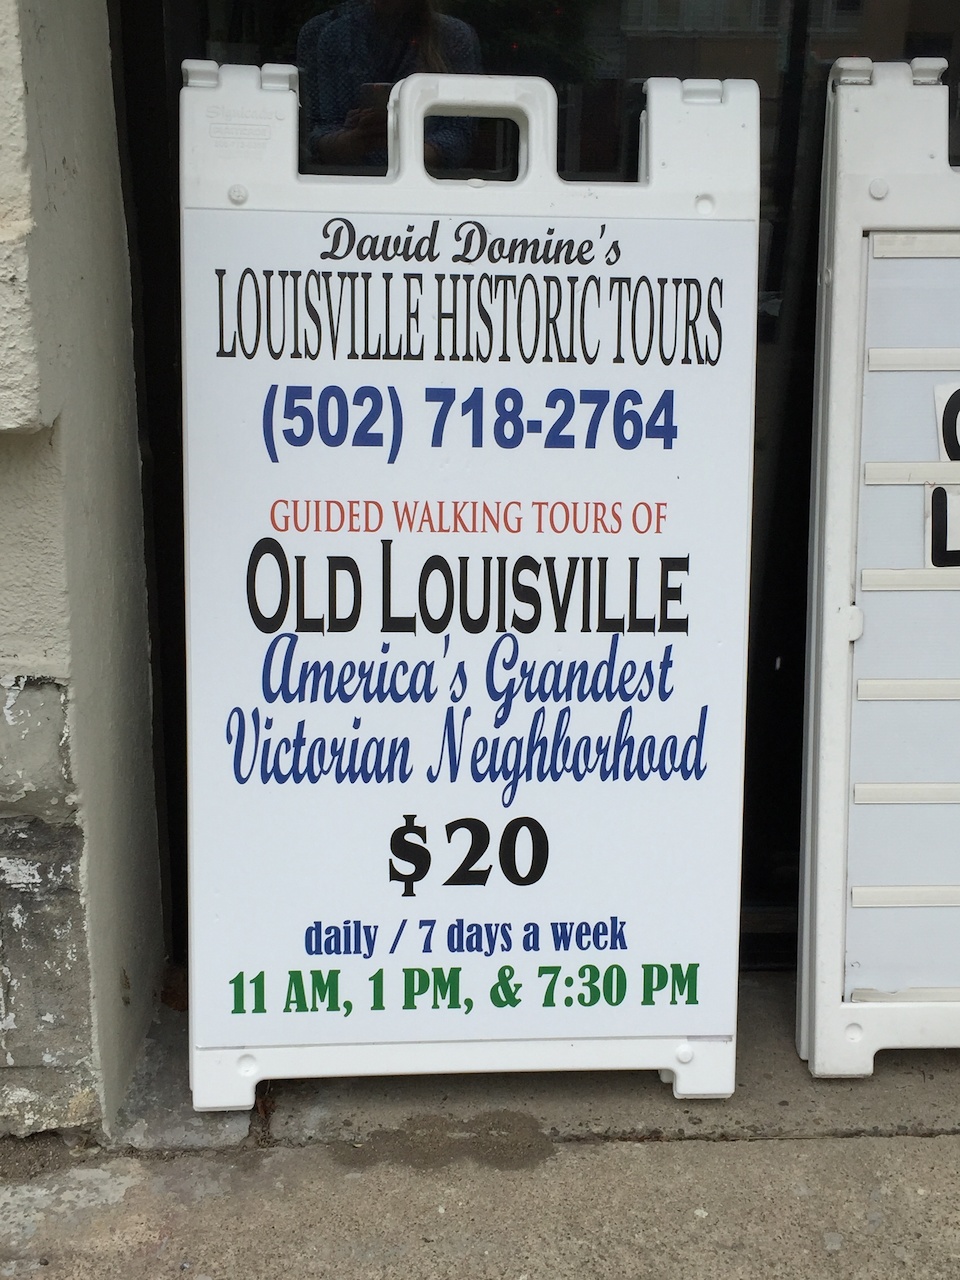 David Domine's
LOUISVILLE HISTORIC TOURS
(502) 718-2764
GUIDED WALKING TOURS OF
OLD LOUISVILLE
America's Grandest
Victorian Neighborhood
$20
daily / 7 days a week
11 AM, 1 PM, & 7:30 PM